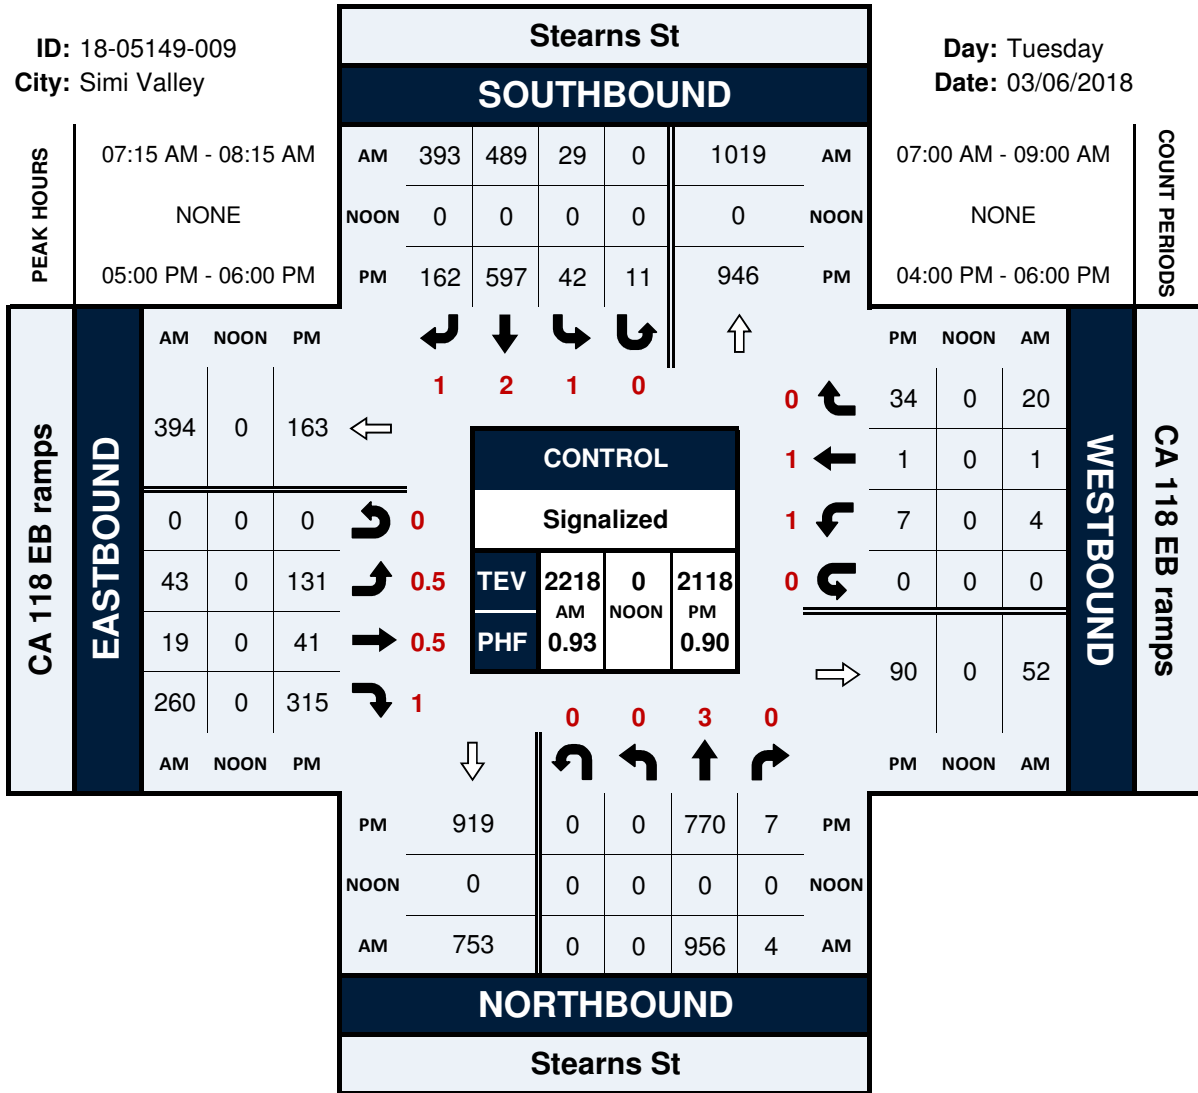 ID: 18-05149-009
City: Simi Valley
Stearns St
SOUTHBOUND
Day: Tuesday
Date: 03/06/2018
PEAK HOURS
07:15 AM - 08:15 AM
NONE
05:00 PM - 06:00 PM
AM 393 489 29 0 1019 AM
NOON 0 0 0 0 0 NOON
PM 162 597 42 11 946 PM
07:00 AM - 09:00 AM
NONE
04:00 PM - 06:00 PM
COUNT PERIODS
1 2 1 0
CA 118 EB ramps
EASTBOUND
AM NOON PM
394 0 163
0 0 0 0
43 0 131 0.5
19 0 41 0.5
260 0 315 1
AM NOON PM
CONTROL
Signalized
TEV 2218 0 2118
AM NOON PM
PHF 0.93 0.90
PM NOON AM
0 34 0 20
1 1 0 1
1 7 0 4
0 0 0 0
90 0 52
PM NOON AM
WESTBOUND
CA 118 EB ramps
0 0 3 0
PM 919 0 0 770 7 PM
NOON 0 0 0 0 0 NOON
AM 753 0 0 956 4 AM
NORTHBOUND
Stearns St